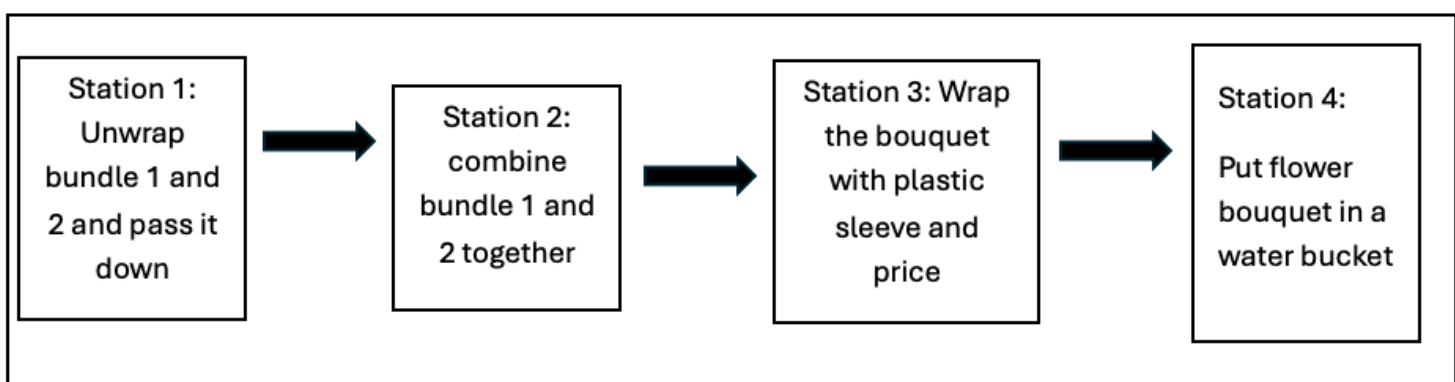 Station 1:
Unwrap
bundle 1 and
2 and pass it
down
Station 2:
combine
bundle 1 and
2 together
Station 3: Wrap
the bouquet
with plastic
sleeve and
price
Station 4:
Put flower
bouquet in a
water bucket